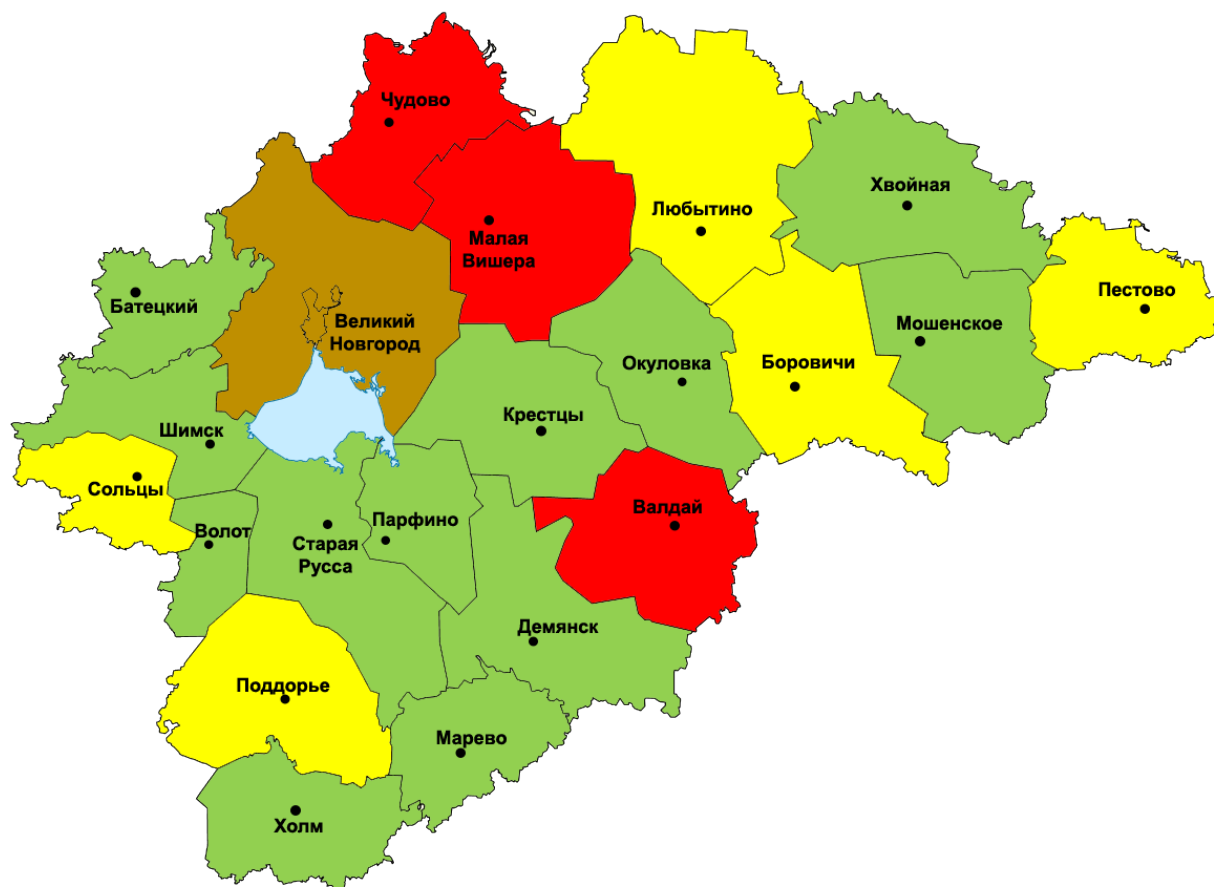 Чудово
Хвойная
Любытино
Малая
Вишера
Пестово
Батецкий
Великий
Новгород
Мошенское
Окуловка
Боровичи
Крестцы
Шимск
Сольцы
Валдай
Парфино
Волот
Старая
Русса
Демянск
Поддорье
Марево
Холм